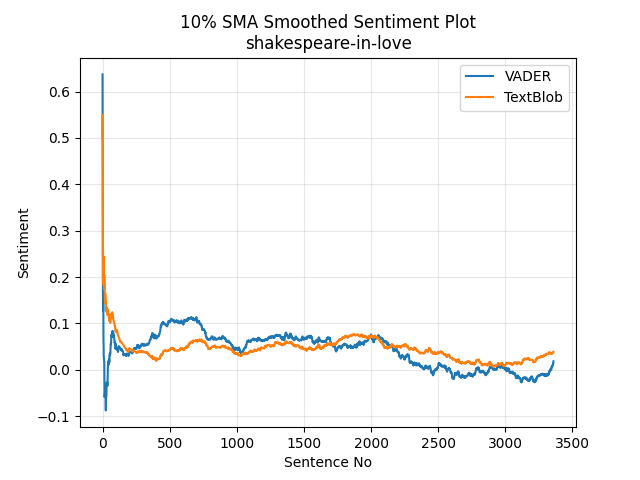 10% SMA Smoothed Sentiment Plot
shakespeare-in-love
VADER
TextBlob
Sentiment
0.6
0.5
0.4
0.3
0.2
0.1
0.0
−0.1
0 500 1000 1500 2000 2500 3000 3500
Sentence No